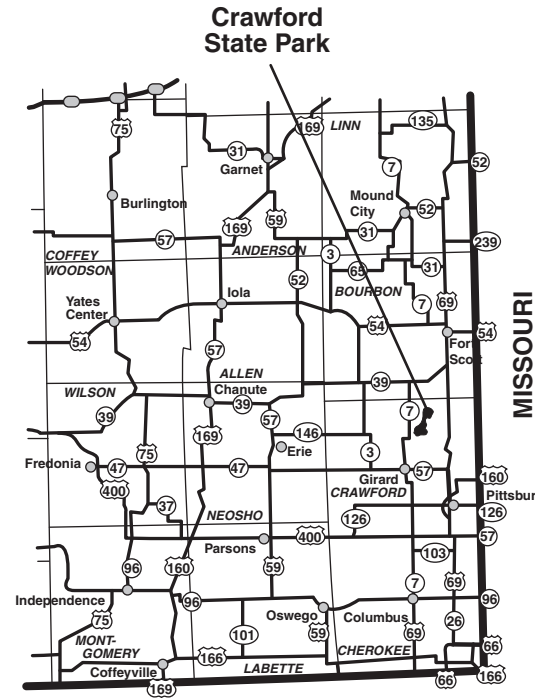 Crawford
State Park
75
169
LINN
135
31
Garnet
7
52
Burlington
Mound
City
52
169
59
31
57
239
COFFEY
ANDERSON
3
WOODSON
65
31
52
BOURBON
Iola
Yates
Center
7
69
54
54
54
Fort
Scott
57
MISSOURI
ALLEN
39
WILSON
Chanute
39
39
7
57
169
146
75
Erie
3
Fredonia
47
47
57
Girard
160
400
CRAWFORD
Pittsbur
37
NEOSHO
126
126
Parsons
400
57
103
96
160
59
7
69
Independence
96
96
75
Oswego
Columbus
26
101
59
69
MONT-
GOMERY
166
CHEROKEE
66
Coffeyville
LABETTE
66
166
169